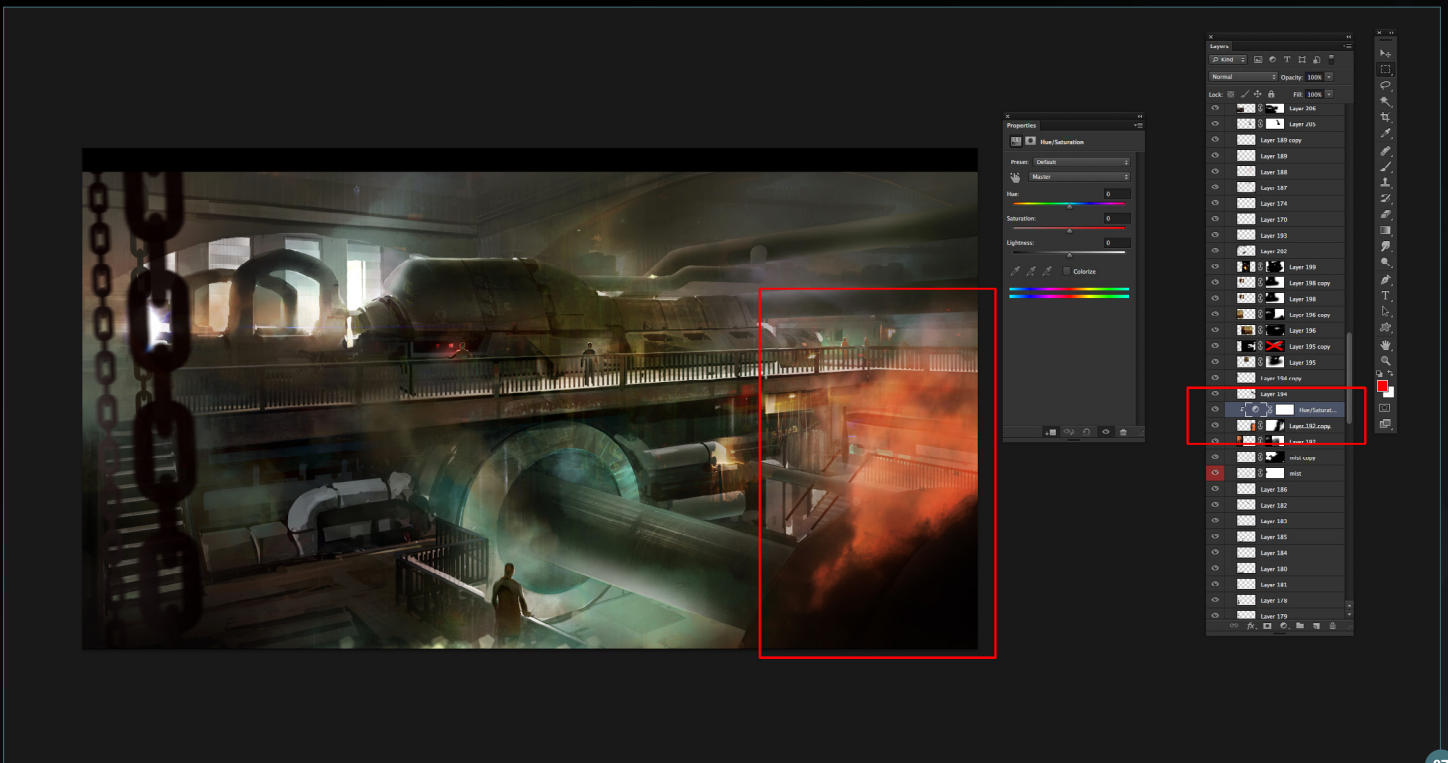 Layers
Kind
Normal
Opacity: 100%
Lock:
Fill: 100%
Layer 206
Layer 205
Layer 189 copy
Layer 189
Layer 188
Layer 187
Layer 174
Layer 170
Layer 193
Layer 202
Layer 199
Layer 198 copy
Layer 198
Layer 196 copy
Layer 196
Layer 195 copy
Layer 195
Layer 194 copy
Layer 194
Hue/Saturat...
Layer 192 copy
Layer 192
mist copy
mist
Layer 186
Layer 182
Layer 183
Layer 185
Layer 184
Layer 180
Layer 181
Layer 178
Layer 179
fx
Properties
Hue/Saturation
Preset: Default
Master
Hue: 0
Saturation: 0
Lightness: 0
Colorize